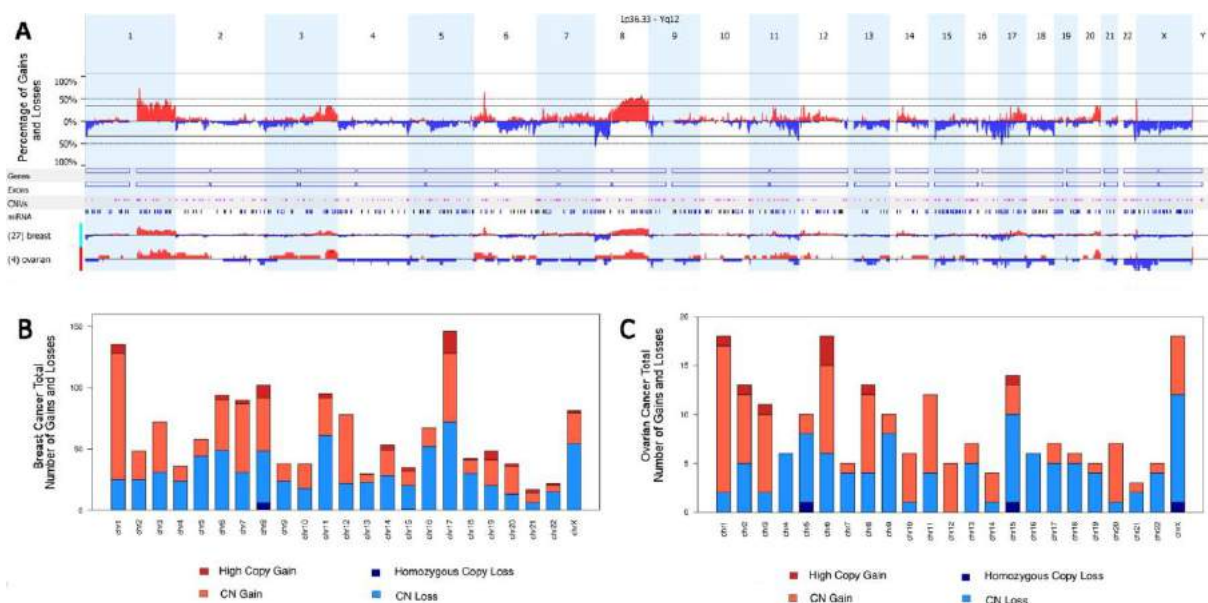 1p36.33 - Yq12
A
1 2 3 4 5 6 7 8 9 10 11 12 13 14 15 16 17 18 19 20 21 22 X Y
Percentage of Gains
and Losses
100%
50%
0%
50%
100%
Genes
Exons
CNVs
miRNA
(27) breast
(4) ovarian
B
Breast Cancer Total
Number of Gains and Losses
150
100
50
0
chr1 chr2 chr3 chr4 chr5 chr6 chr7 chr8 chr9 chr10 chr11 chr12 chr13 chr14 chr15 chr16 chr17 chr18 chr19 chr20 chr21 chr22 chrX
High Copy Gain
Homozygous Copy Loss
CN Gain
CN Loss
C
Ovarian Cancer Total
Number of Gains and Losses
20
15
10
5
0
chr1 chr2 chr3 chr4 chr5 chr6 chr7 chr8 chr9 chr10 chr11 chr12 chr13 chr14 chr15 chr16 chr17 chr18 chr19 chr20 chr21 chr22 chrX
High Copy Gain
Homozygous Copy Loss
CN Gain
CN Loss